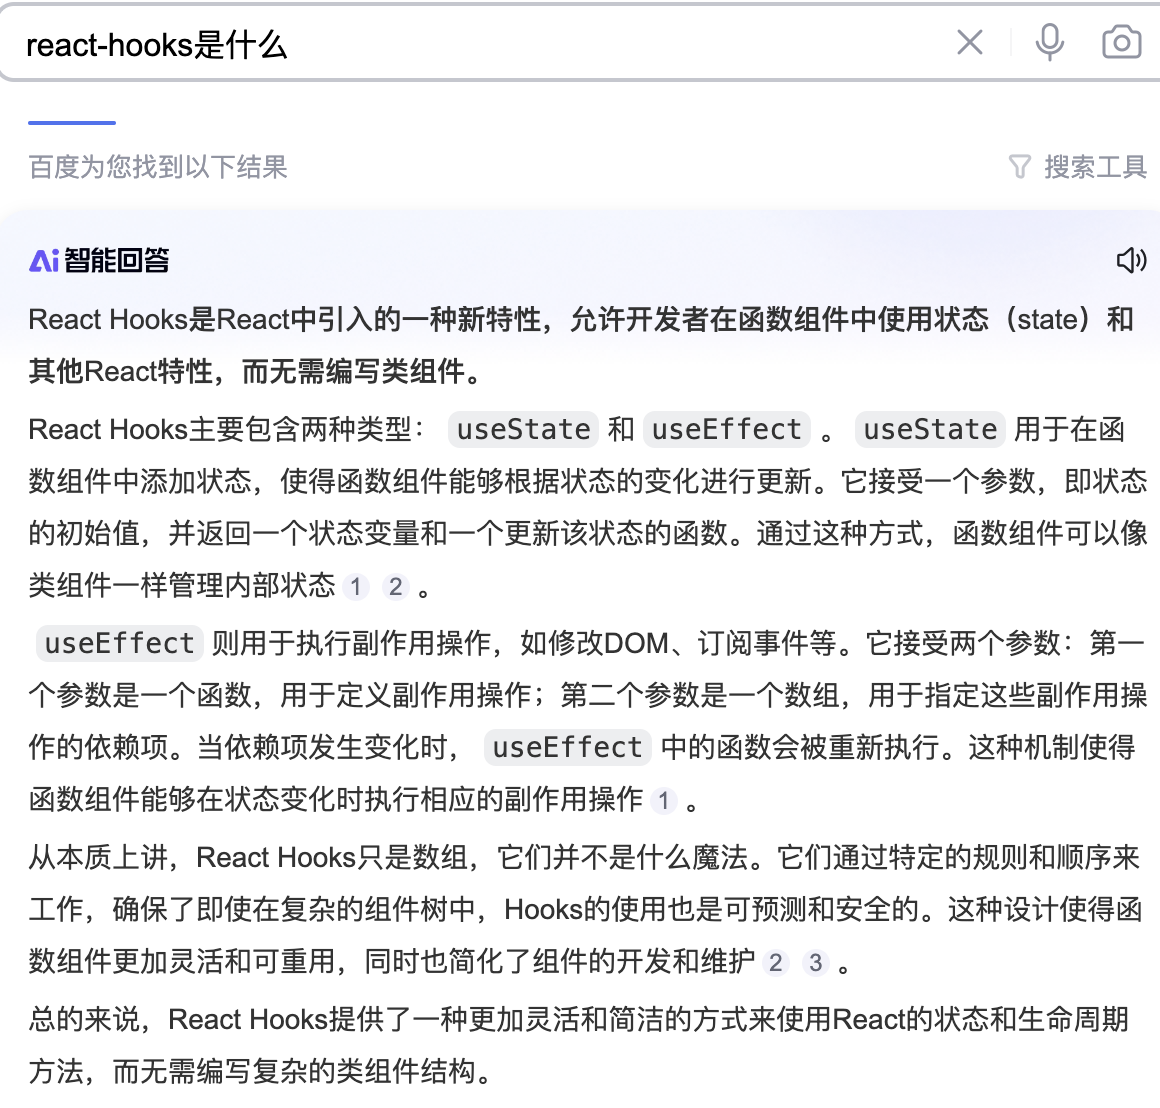 react-hooks是什么
百度为您找到以下结果
搜索工具
Ai智能回答
React Hooks是React中引入的一种新特性，允许开发者在函数组件中使用状态（state）和
其他React特性，而无需编写类组件。
React Hooks主要包含两种类型： useState 和 useEffect 。 useState 用于在函
数组件中添加状态，使得函数组件能够根据状态的变化进行更新。它接受一个参数，即状态
的初始值，并返回一个状态变量和一个更新该状态的函数。通过这种方式，函数组件可以像
类组件一样管理内部状态 1 2 。
useEffect 则用于执行副作用操作，如修改DOM、订阅事件等。它接受两个参数：第一
个参数是一个函数，用于定义副作用操作；第二个参数是一个数组，用于指定这些副作用操
作的依赖项。当依赖项发生变化时， useEffect 中的函数会被重新执行。这种机制使得
函数组件能够在状态变化时执行相应的副作用操作 1 。
从本质上讲，React Hooks只是数组，它们并不是什么魔法。它们通过特定的规则和顺序来
工作，确保了即使在复杂的组件树中，Hooks的使用也是可预测和安全的。这种设计使得函
数组件更加灵活和可重用，同时也简化了组件的开发和维护 2 3 。
总的来说，React Hooks提供了一种更加灵活和简洁的方式来使用React的状态和生命周期
方法，而无需编写复杂的类组件结构。